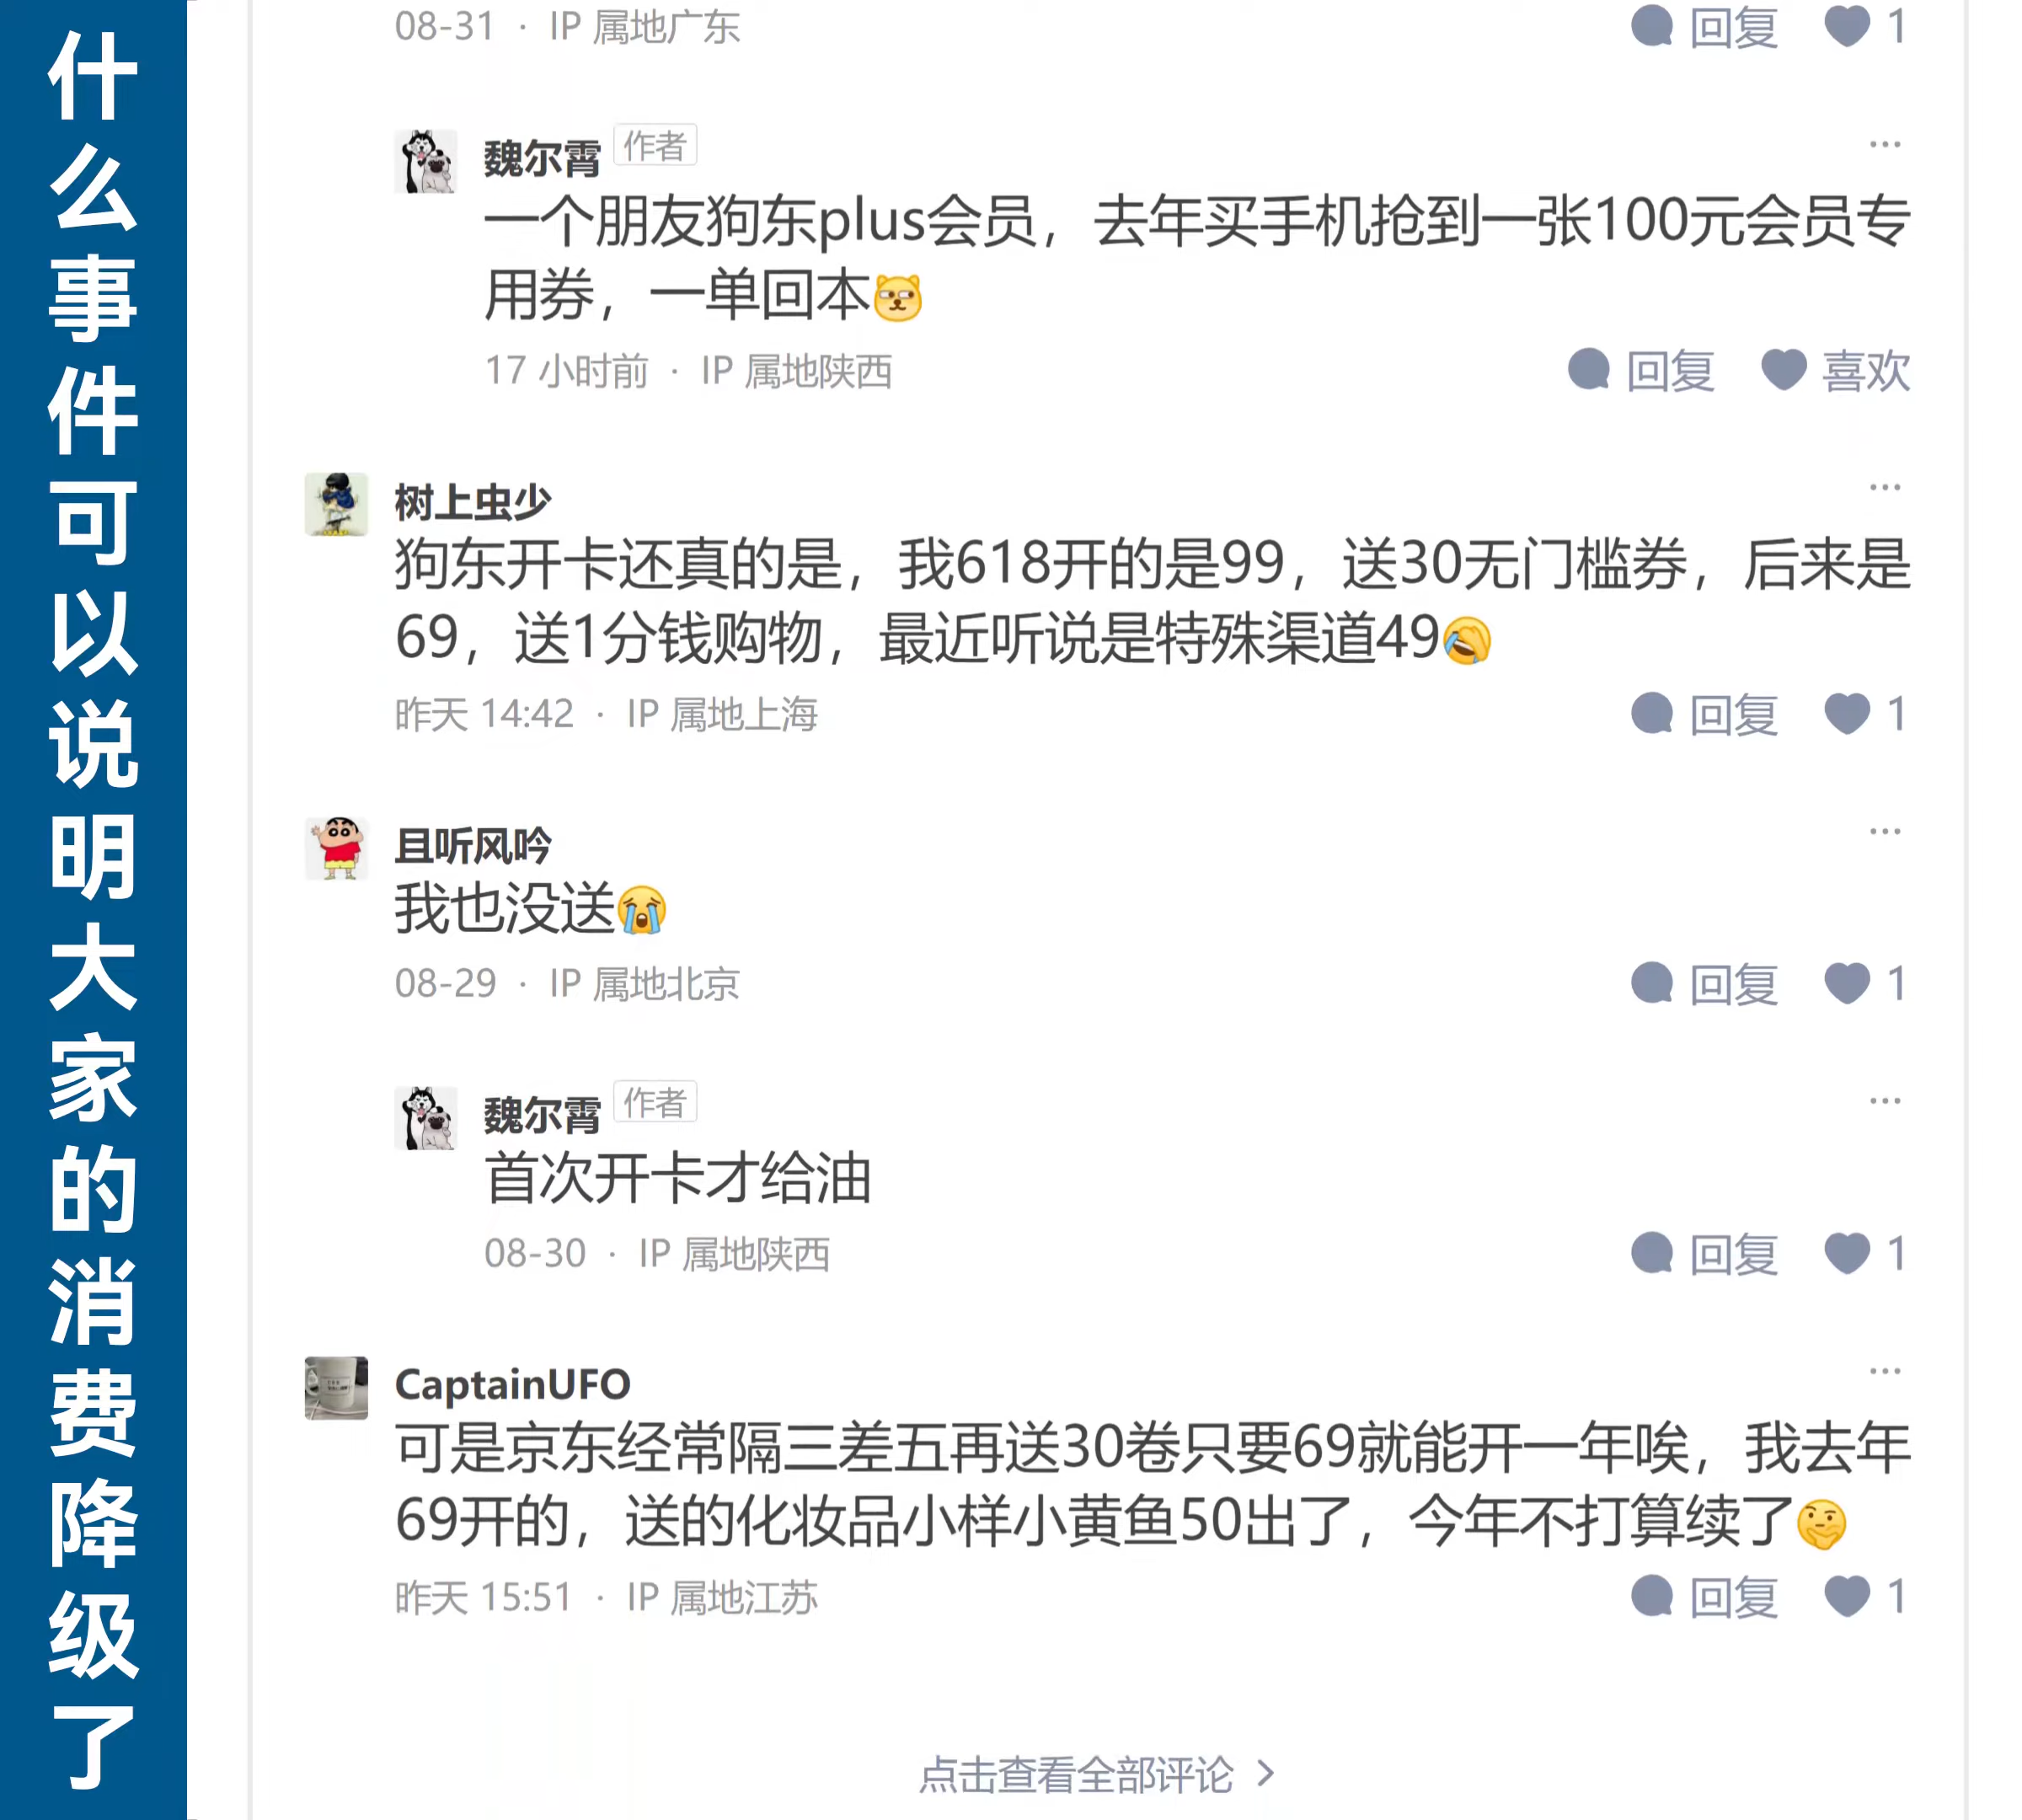 什么事件可以说明大家的消费降级了
08-31 · IP 属地广东
回复 1
魏尔霄 作者
一个朋友狗东plus会员，去年买手机抢到一张100元会员专
用券，一单回本
17 小时前 · IP 属地陕西
回复 喜欢
树上虫少
狗东开卡还真的是，我618开的是99，送30无门槛券，后来是
69，送1分钱购物，最近听说是特殊渠道49
昨天 14:42 · IP 属地上海
回复 1
且听风吟
我也没送
08-29 · IP 属地北京
回复 1
魏尔霄 作者
首次开卡才给油
08-30 · IP 属地陕西
回复 1
CaptainUFO
可是京东经常隔三差五再送30卷只要69就能开一年唉，我去年
69开的，送的化妆品小样小黄鱼50出了，今年不打算续了
昨天 15:51 · IP 属地江苏
回复 1
点击查看全部评论 >